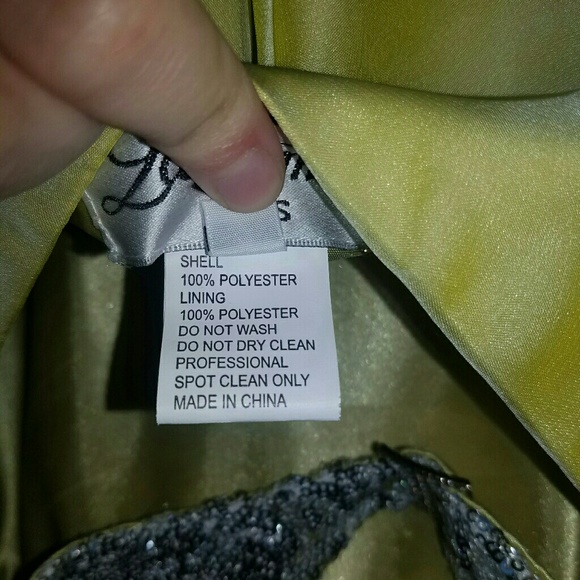 S
SHELL
100% POLYESTER
LINING
100% POLYESTER
DO NOT WASH
DO NOT DRY CLEAN
PROFESSIONAL
SPOT CLEAN ONLY
MADE IN CHINA